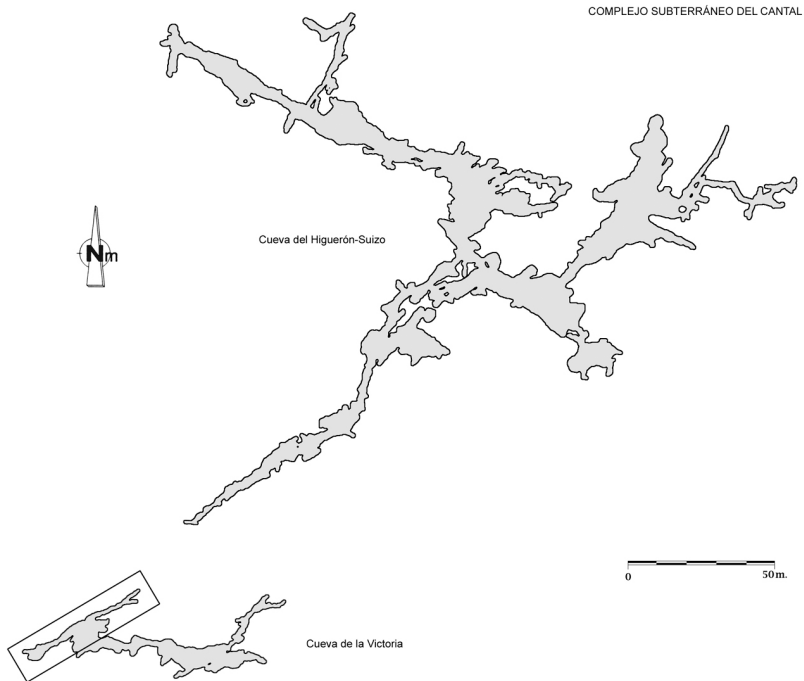 COMPLEJO SUBTERRÁNEO DEL CANTAL
Cueva del Higuerón-Suizo
Nm
0 50 m.
Cueva de la Victoria